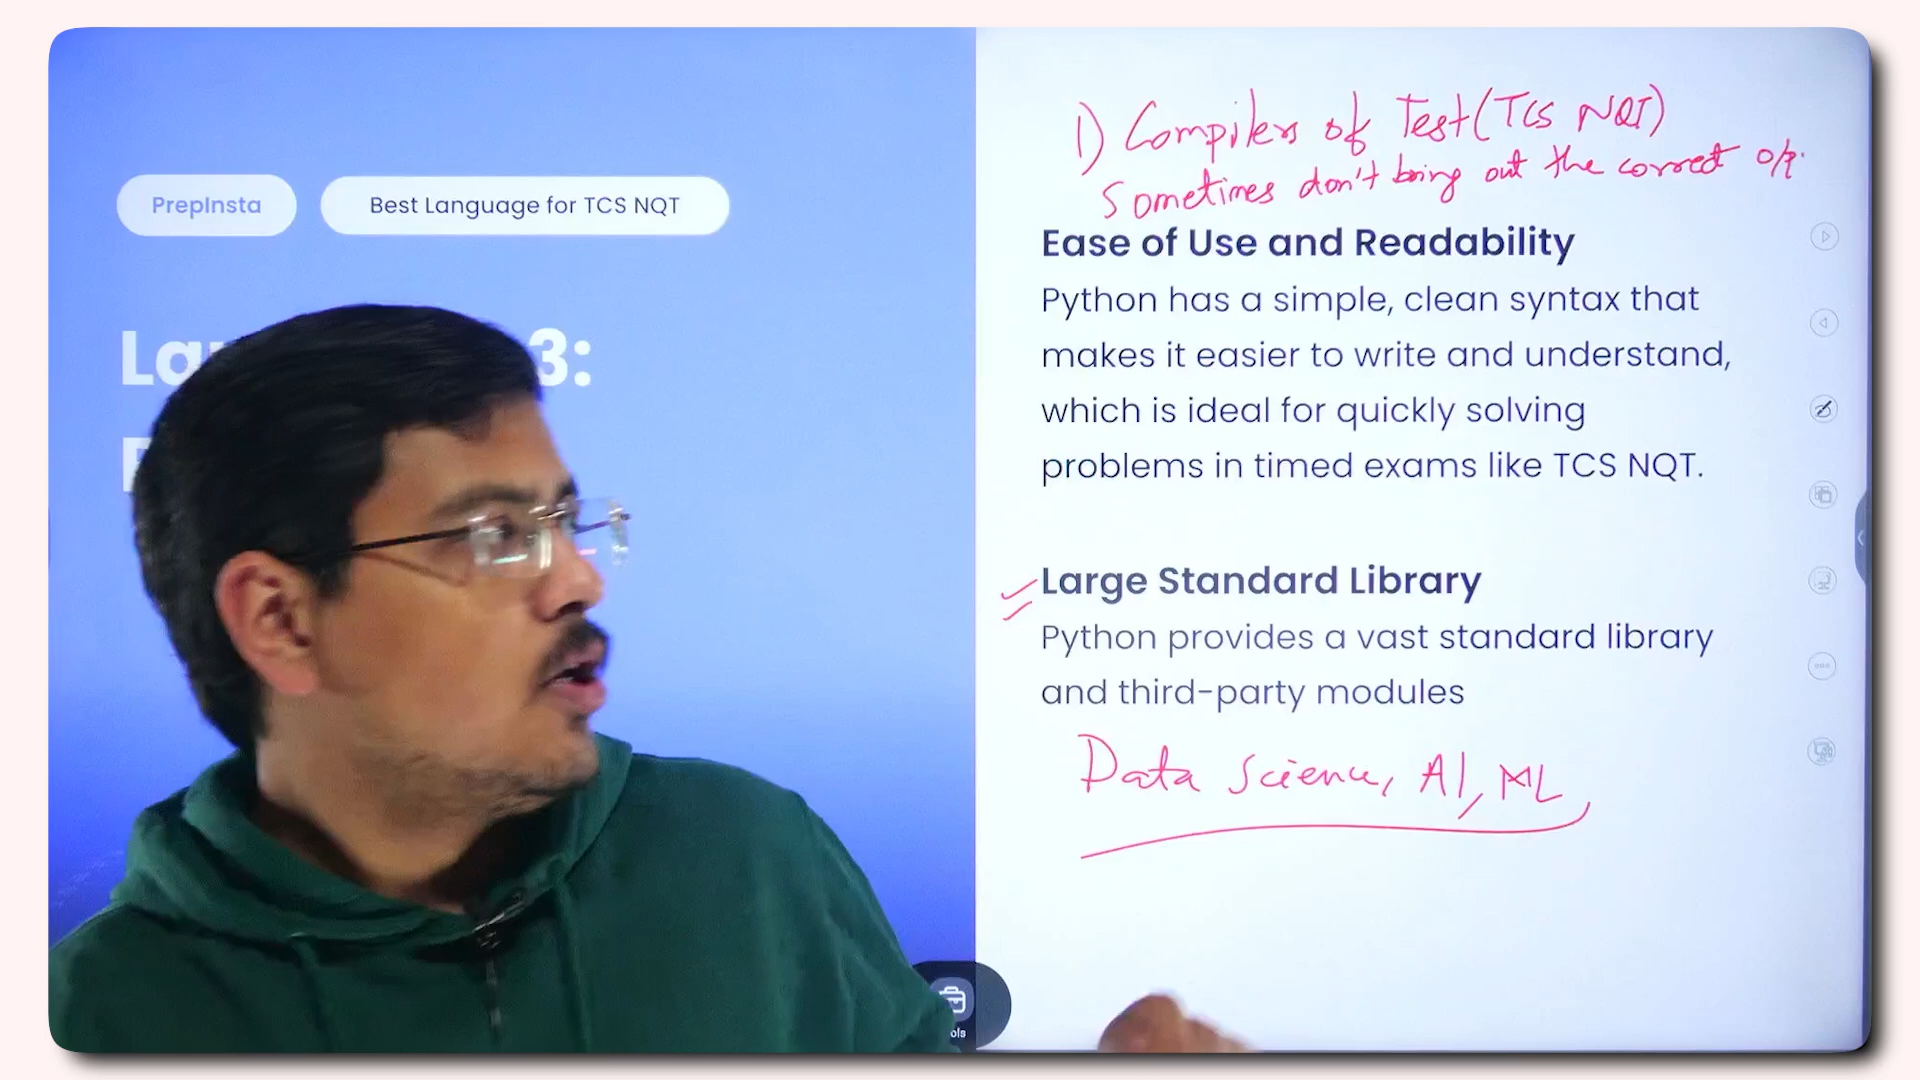 1) Compilers of Test (TCS NQT)
Sometimes don't bring out the correct o/p.
PrepInsta
Best Language for TCS NQT
3:
Ease of Use and Readability
Python has a simple, clean syntax that
makes it easier to write and understand,
which is ideal for quickly solving
problems in timed exams like TCS NQT.
Large Standard Library
Python provides a vast standard library
and third-party modules
Data Science, AI, ML